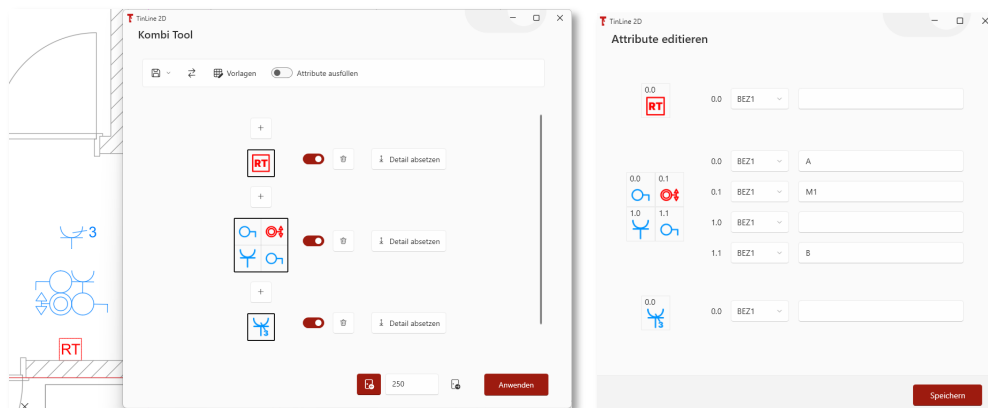 TinLine 2D
Kombi Tool
Vorlagen
Attribute ausfüllen
+
RT
Detail absetzen
+
Detail absetzen
+
3
Detail absetzen
250
Anwenden
3
RT
TinLine 2D
Attribute editieren
0.0
RT
0.0 BEZ1
0.0 BEZ1 A
0.0 0.1
0.1 BEZ1 M1
1.0 1.1
1.0 BEZ1
1.1 BEZ1 B
0.0
3
0.0 BEZ1
Speichern